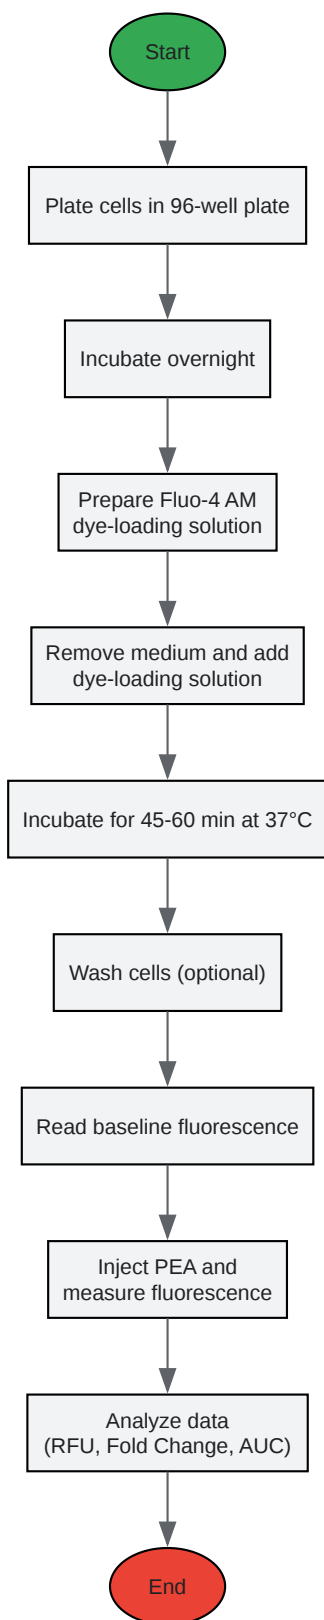 Start
Plate cells in 96-well plate
Incubate overnight
Prepare Fluo-4 AM
dye-loading solution
Remove medium and add
dye-loading solution
Incubate for 45-60 min at 37°C
Wash cells (optional)
Read baseline fluorescence
Inject PEA and
measure fluorescence
Analyze data
(RFU, Fold Change, AUC)
End